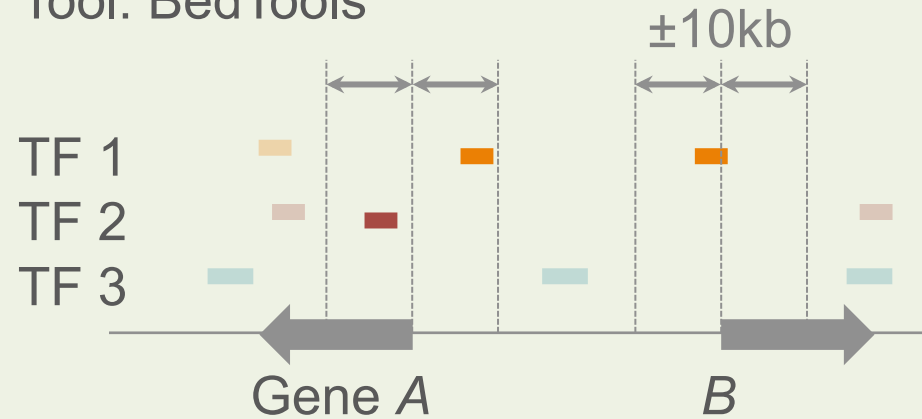 Tool: BedTools
±10kb
TF 1
TF 2
TF 3
Gene A B